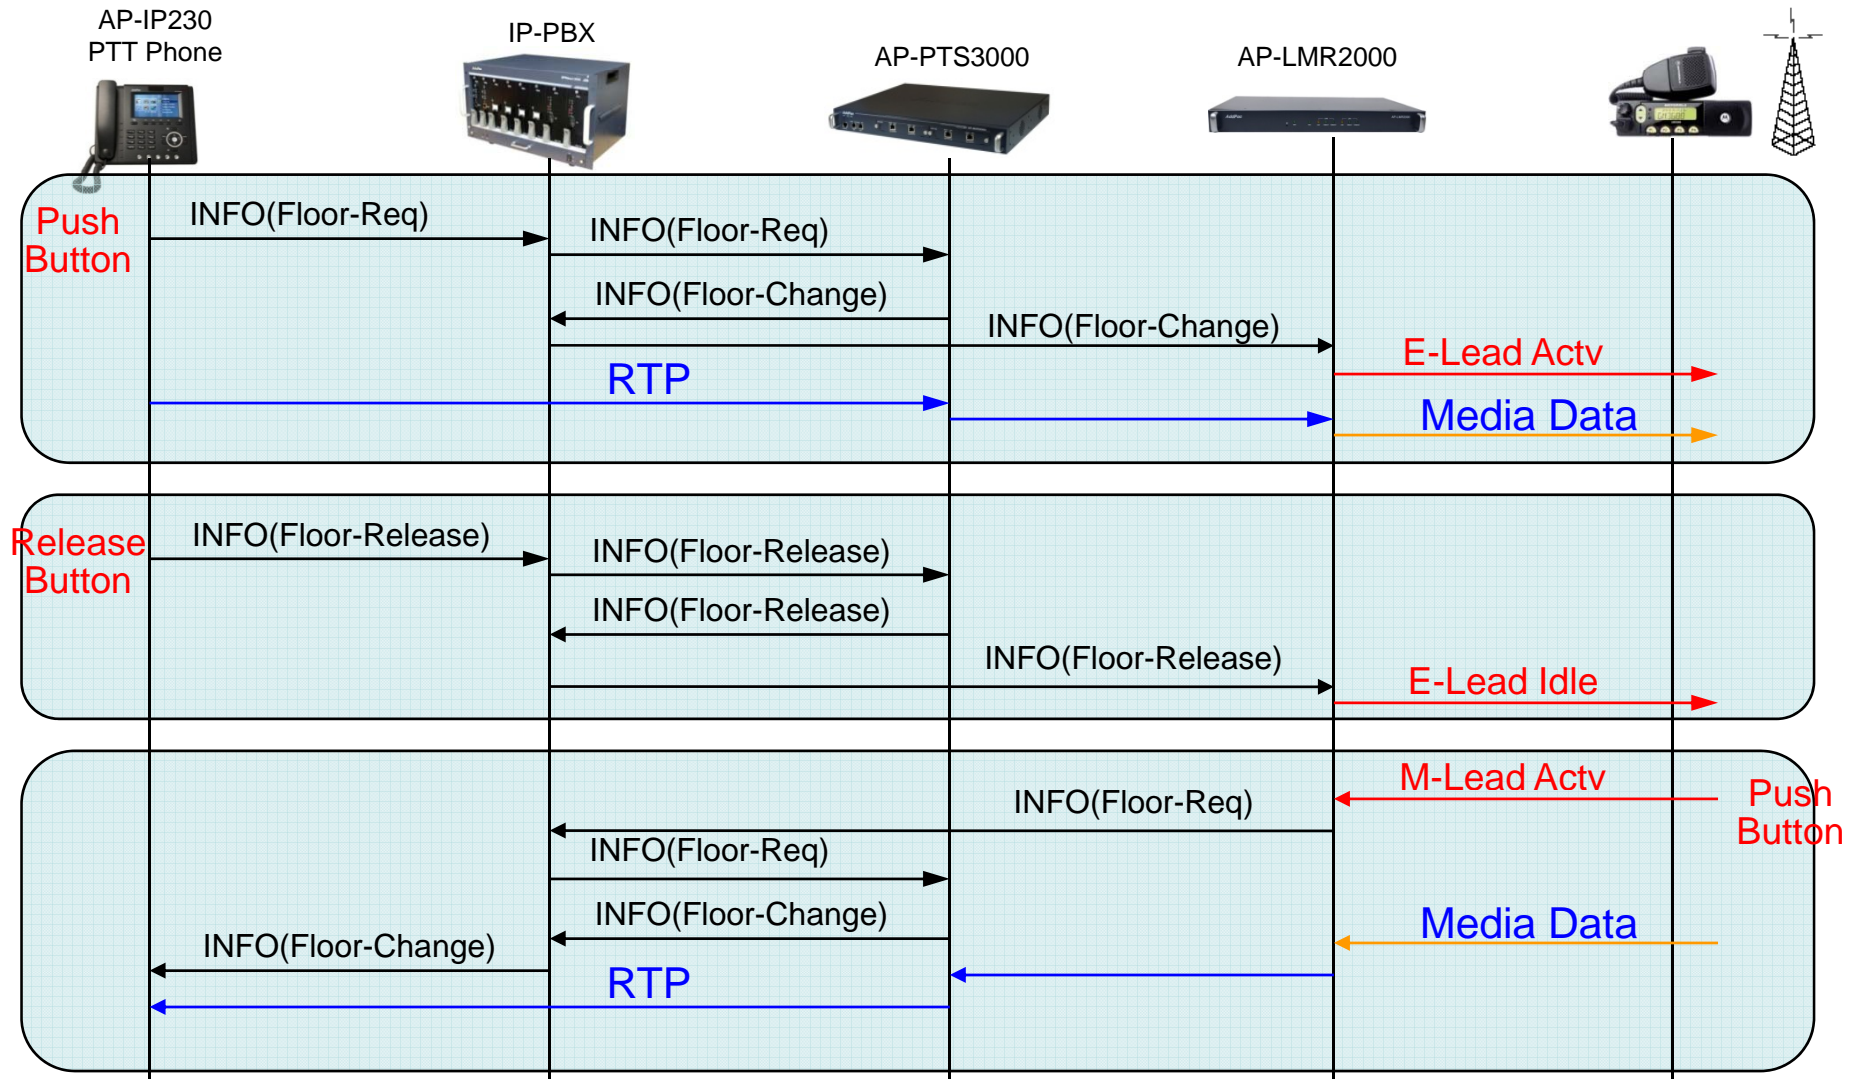 AP-IP230
PTT Phone
IP-PBX
AP-PTS3000
AP-LMR2000
Push
Button
INFO(Floor-Req)
INFO(Floor-Req)
INFO(Floor-Change)
INFO(Floor-Change)
E-Lead Actv
RTP
Media Data
Release
Button
INFO(Floor-Release)
INFO(Floor-Release)
INFO(Floor-Release)
INFO(Floor-Release)
E-Lead Idle
M-Lead Actv
Push
Button
INFO(Floor-Req)
INFO(Floor-Req)
INFO(Floor-Change)
Media Data
INFO(Floor-Change)
RTP